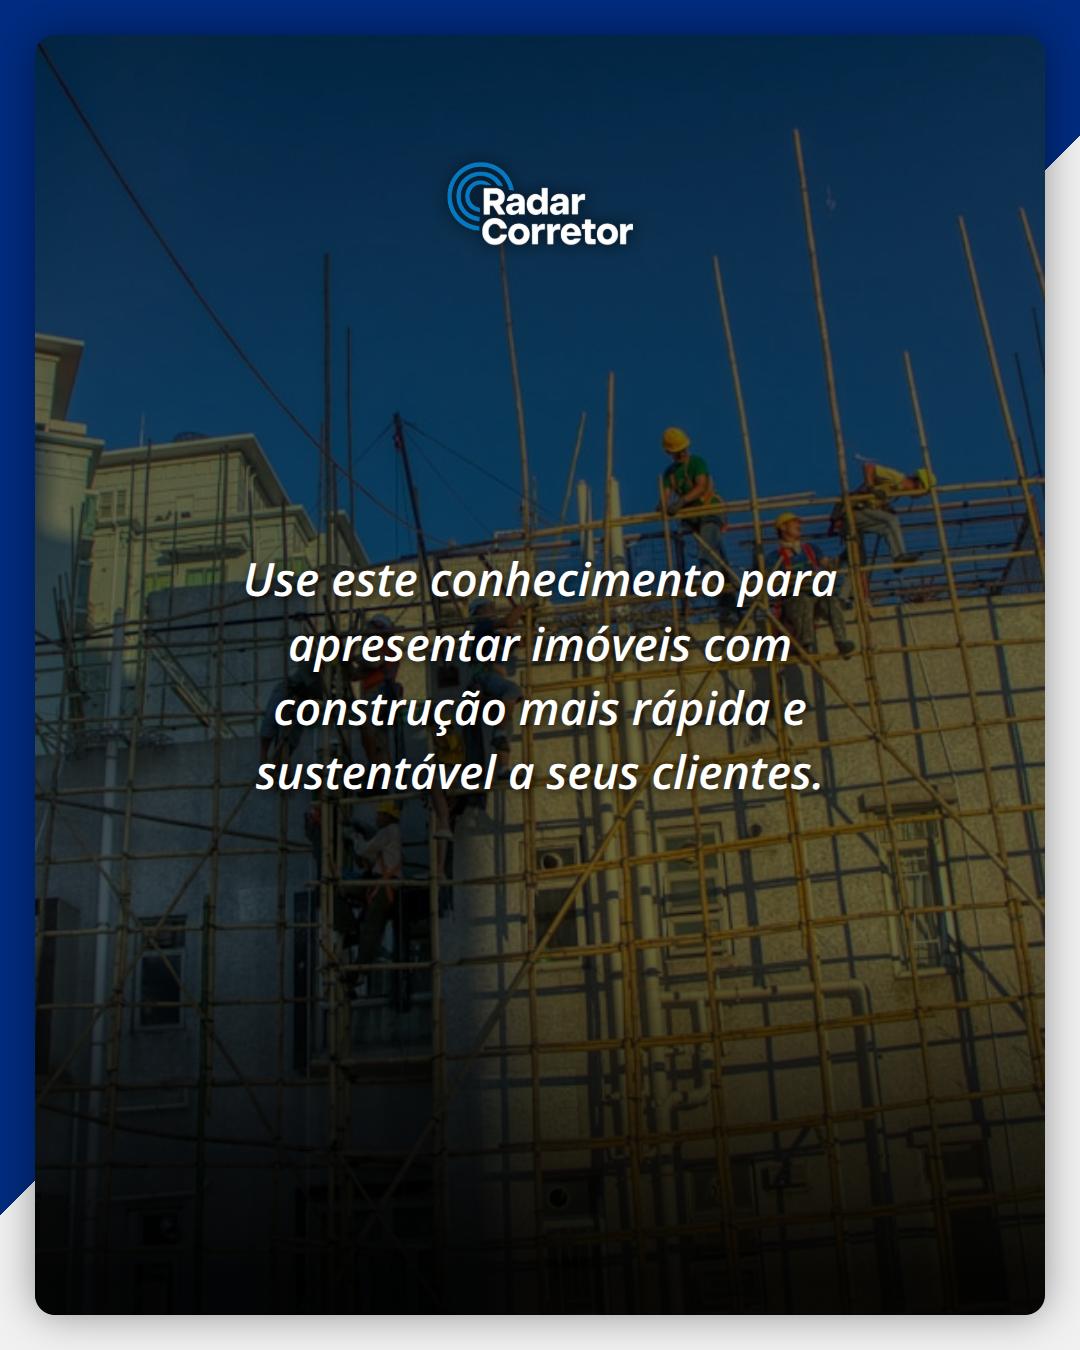 Radar
Corretor
Use este conhecimento para
apresentar imóveis com
construção mais rápida e
sustentável a seus clientes.